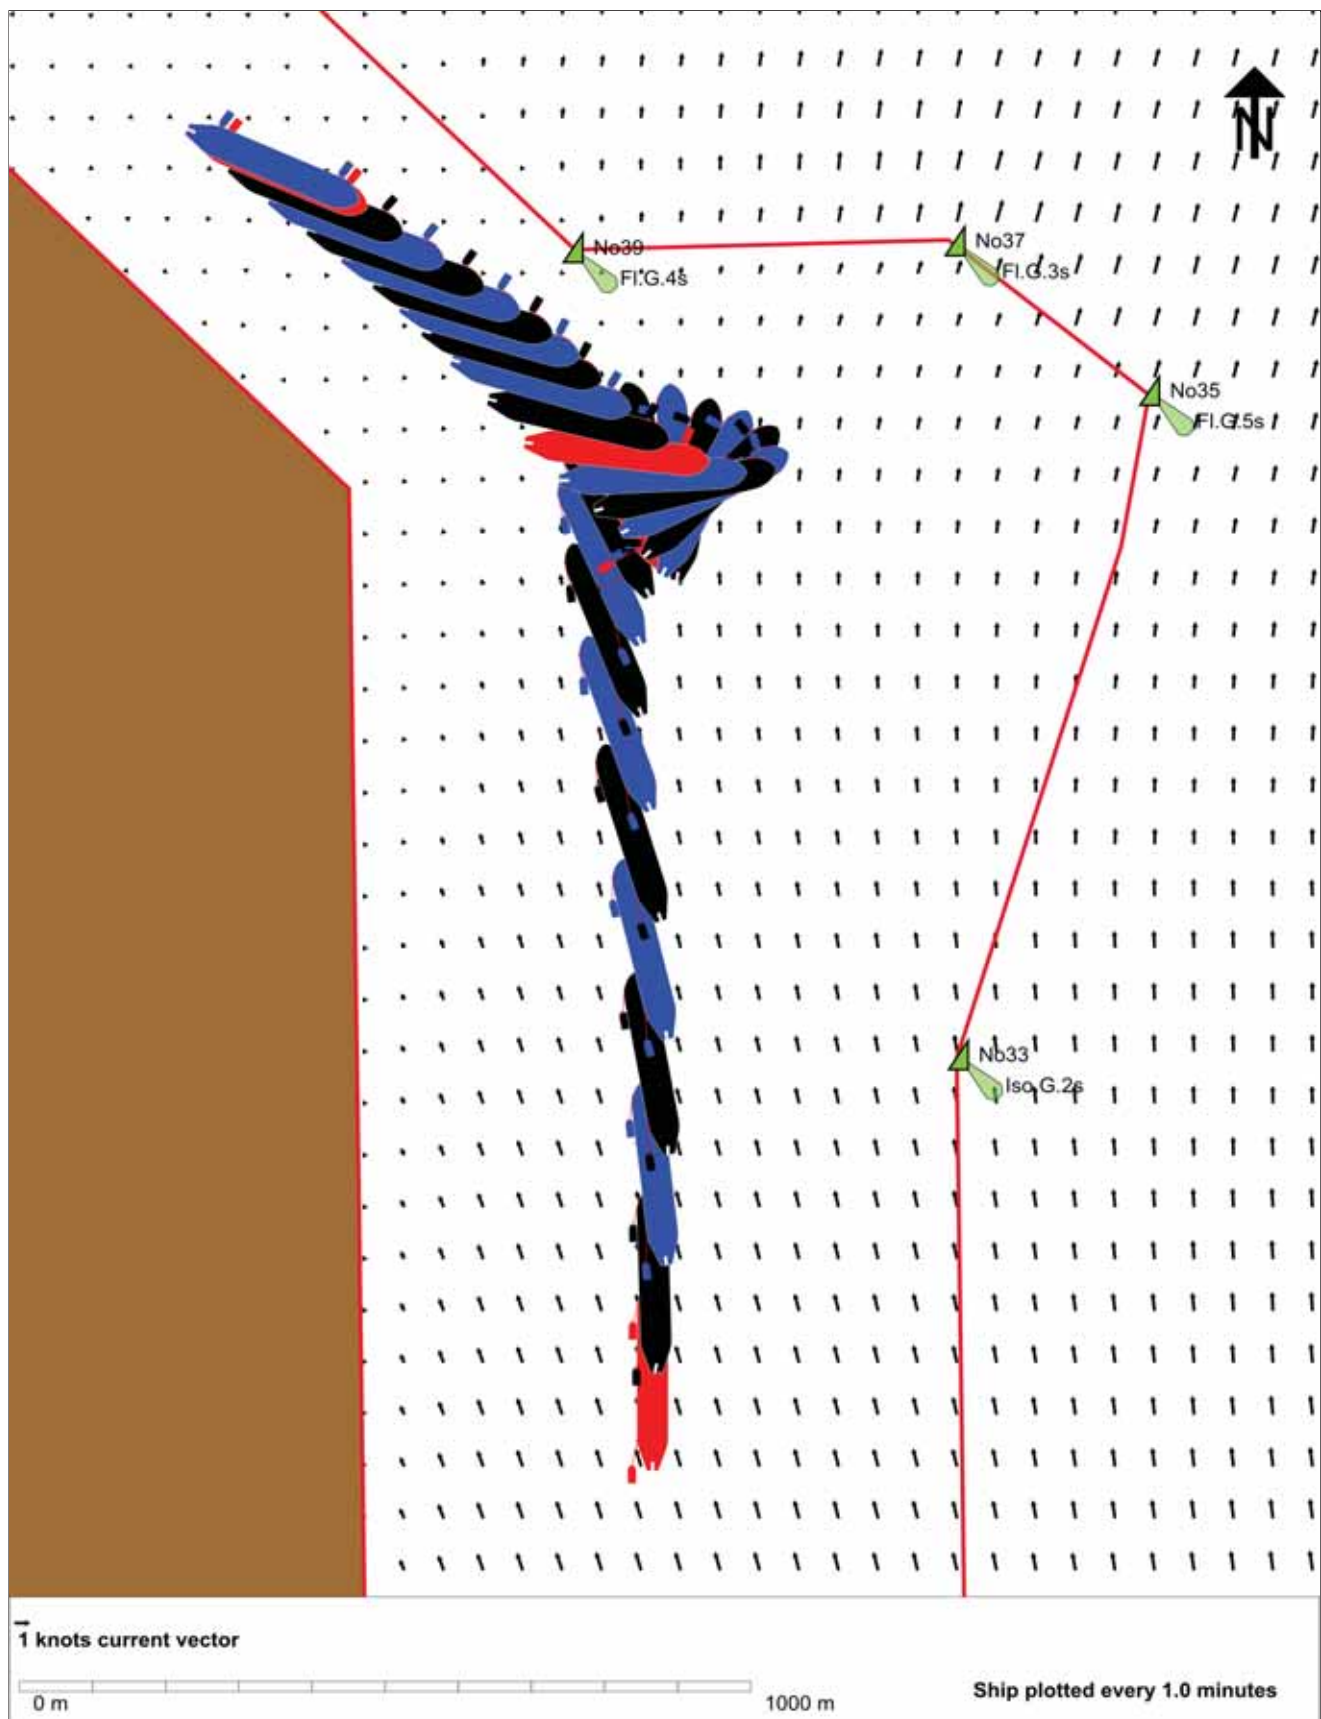 N
No39
No37
Fl.G.4s
Fl.G.3s
No35
Fl.G.5s
No33
Iso.G.2s
1 knots current vector
0 m
1000 m
Ship plotted every 1.0 minutes